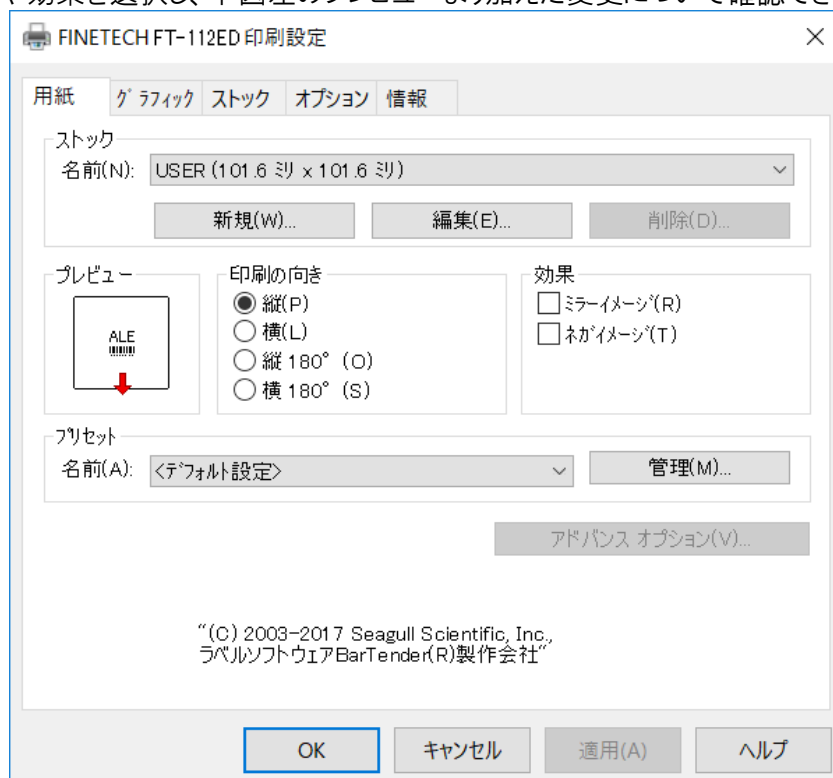 FINETECH FT-112ED 印刷設定
用紙 グラフィック ストック オプション 情報
ストック
名前(N): USER (101.6 ミリ x 101.6 ミリ)
新規(W)... 編集(E)... 削除(D)...
プレビュー 印刷の向き 効果
縦(P) ミラーイメージ(R)
ALE 横(L) ネガイメージ(T)
縦 180° (O)
横 180° (S)
プリセット
名前(A): <デフォルト設定> 管理(M)...
アドバンス オプション(V)...
"(C) 2003-2017 Seagull Scientific, Inc.,
ラベルソフトウェアBarTender(R)製作会社"
OK キャンセル 適用(A) ヘルプ